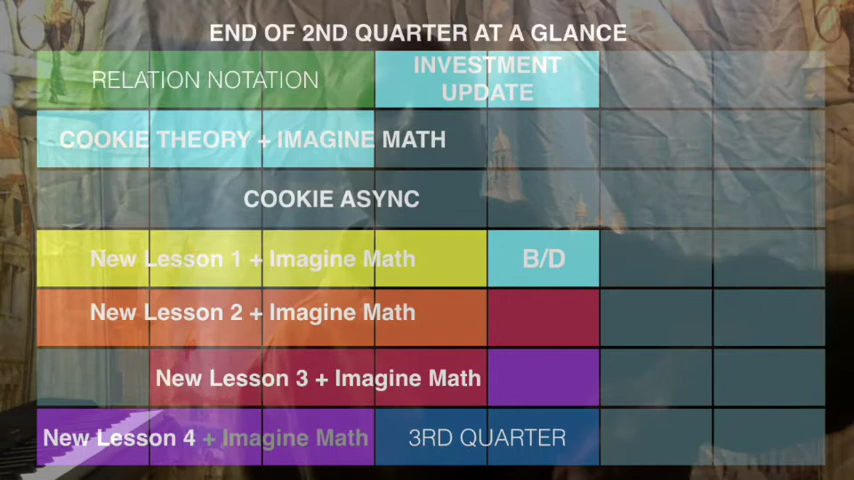 END OF 2ND QUARTER AT A GLANCE
RELATION NOTATION
INVESTMENT
UPDATE
COOKIE THEORY + IMAGINE MATH
COOKIE ASYNC
New Lesson 1 + Imagine Math
B/D
New Lesson 2 + Imagine Math
New Lesson 3 + Imagine Math
New Lesson 4 + Imagine Math
3RD QUARTER